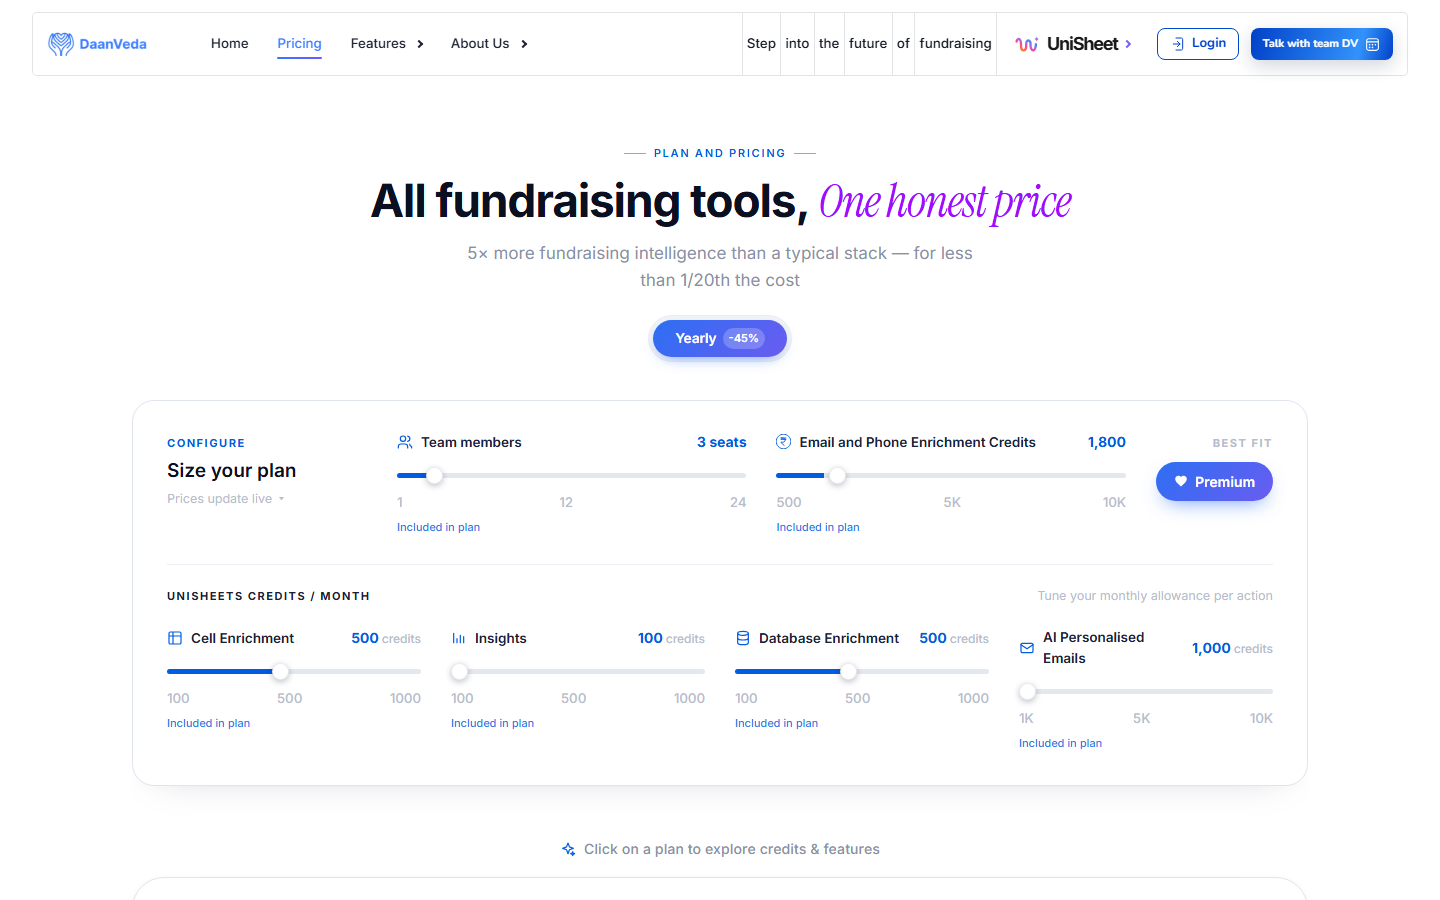 DaanVeda
Home
Pricing
Features
About Us
Step into the future of fundraising
UniSheet
Login
Talk with team DV
PLAN AND PRICING
All fundraising tools, One honest price
5× more fundraising intelligence than a typical stack — for less
than 1/20th the cost
Yearly -45%
CONFIGURE
Size your plan
Prices update live
Team members 3 seats
1 12 24
Included in plan
Email and Phone Enrichment Credits 1,800
500 5K 10K
Included in plan
BEST FIT
Premium
UNISHEETS CREDITS / MONTH
Tune your monthly allowance per action
Cell Enrichment 500 credits
100 500 1000
Included in plan
Insights 100 credits
100 500 1000
Included in plan
Database Enrichment 500 credits
100 500 1000
Included in plan
AI Personalised
Emails
1,000 credits
1K 5K 10K
Included in plan
Click on a plan to explore credits & features